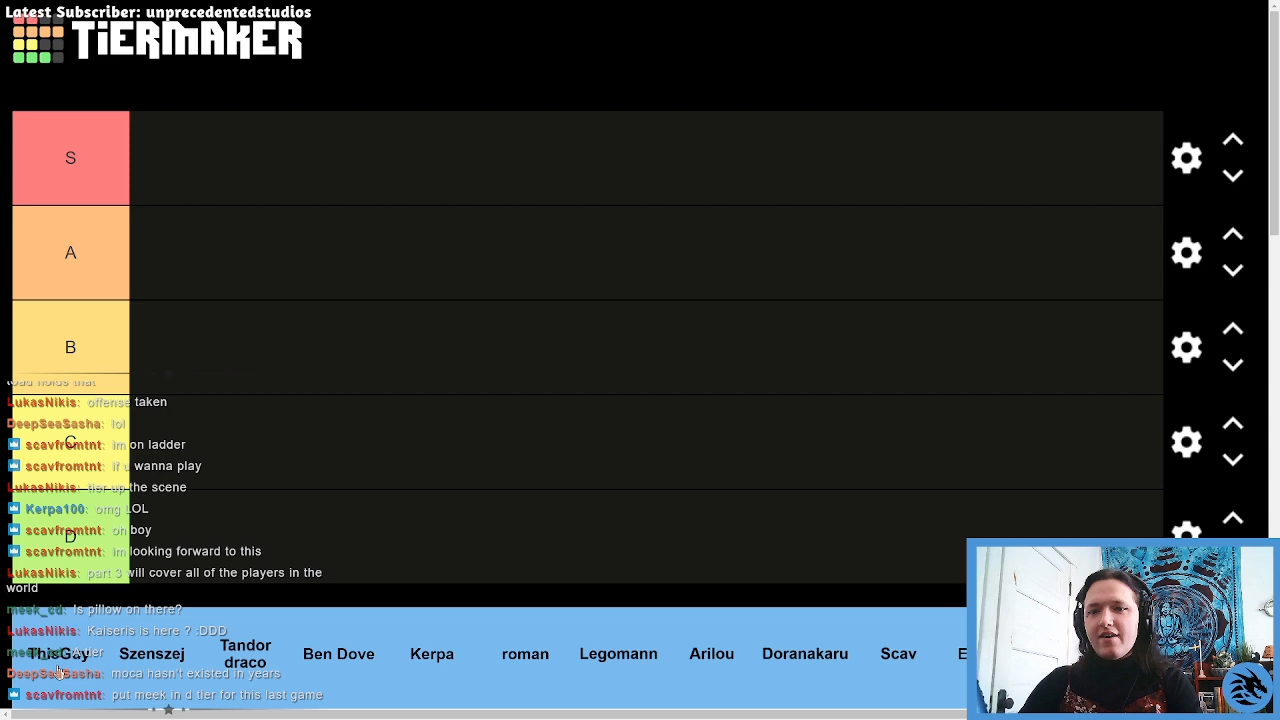 Latest Subscriber: unprecedentedstudios
TiERMAKER
S
A
B
C
D
LukasNikis: offense taken
DeepSeaSasha: lol
scavfromtnt: im on ladder
scavfromtnt: if u wanna play
LukasNikis: tier up the scene
Kerpa100: omg LOL
scavfromtnt: oh boy
scavfromtnt: im looking forward to this
LukasNikis: part 3 will cover all of the players in the
world
meek_cd: Is pillow on there?
LukasNikis: Kaiseris is here ? :DDD
DeepSeaSasha: moca hasn't existed in years
scavfromtnt: put meek in d tier for this last game
ThisGuy
Szenszej
Tandor
draco
Ben Dove
Kerpa
roman
Legomann
Arilou
Doranakaru
Scav